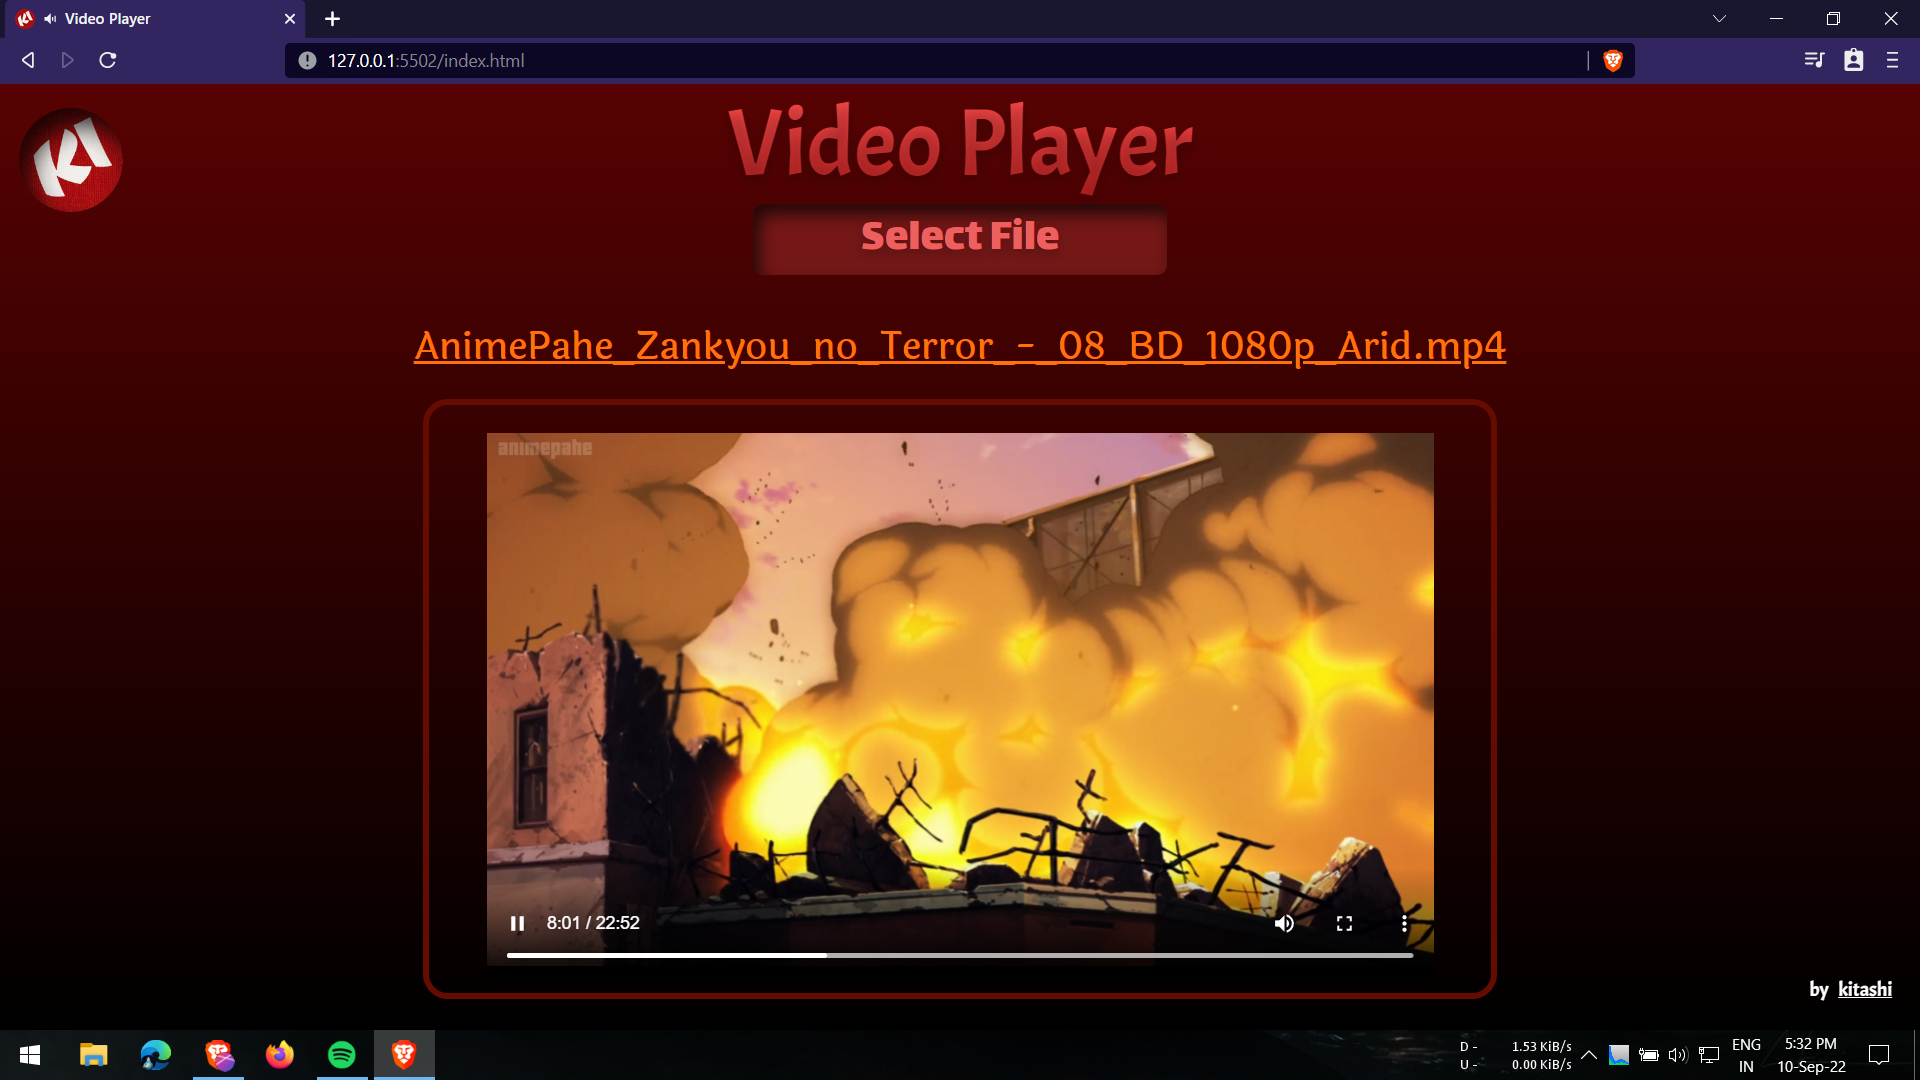 Video Player
127.0.0.1:5502/index.html
KI
Video Player
Select File
AnimePahe_Zankyou_no_Terror_-_08_BD_1080p_Arid.mp4
animepahe
8:01 / 22:52
by kitashi
D - 1.53 KiB/s
U - 0.00 KiB/s
ENG
IN
5:32 PM
10-Sep-22